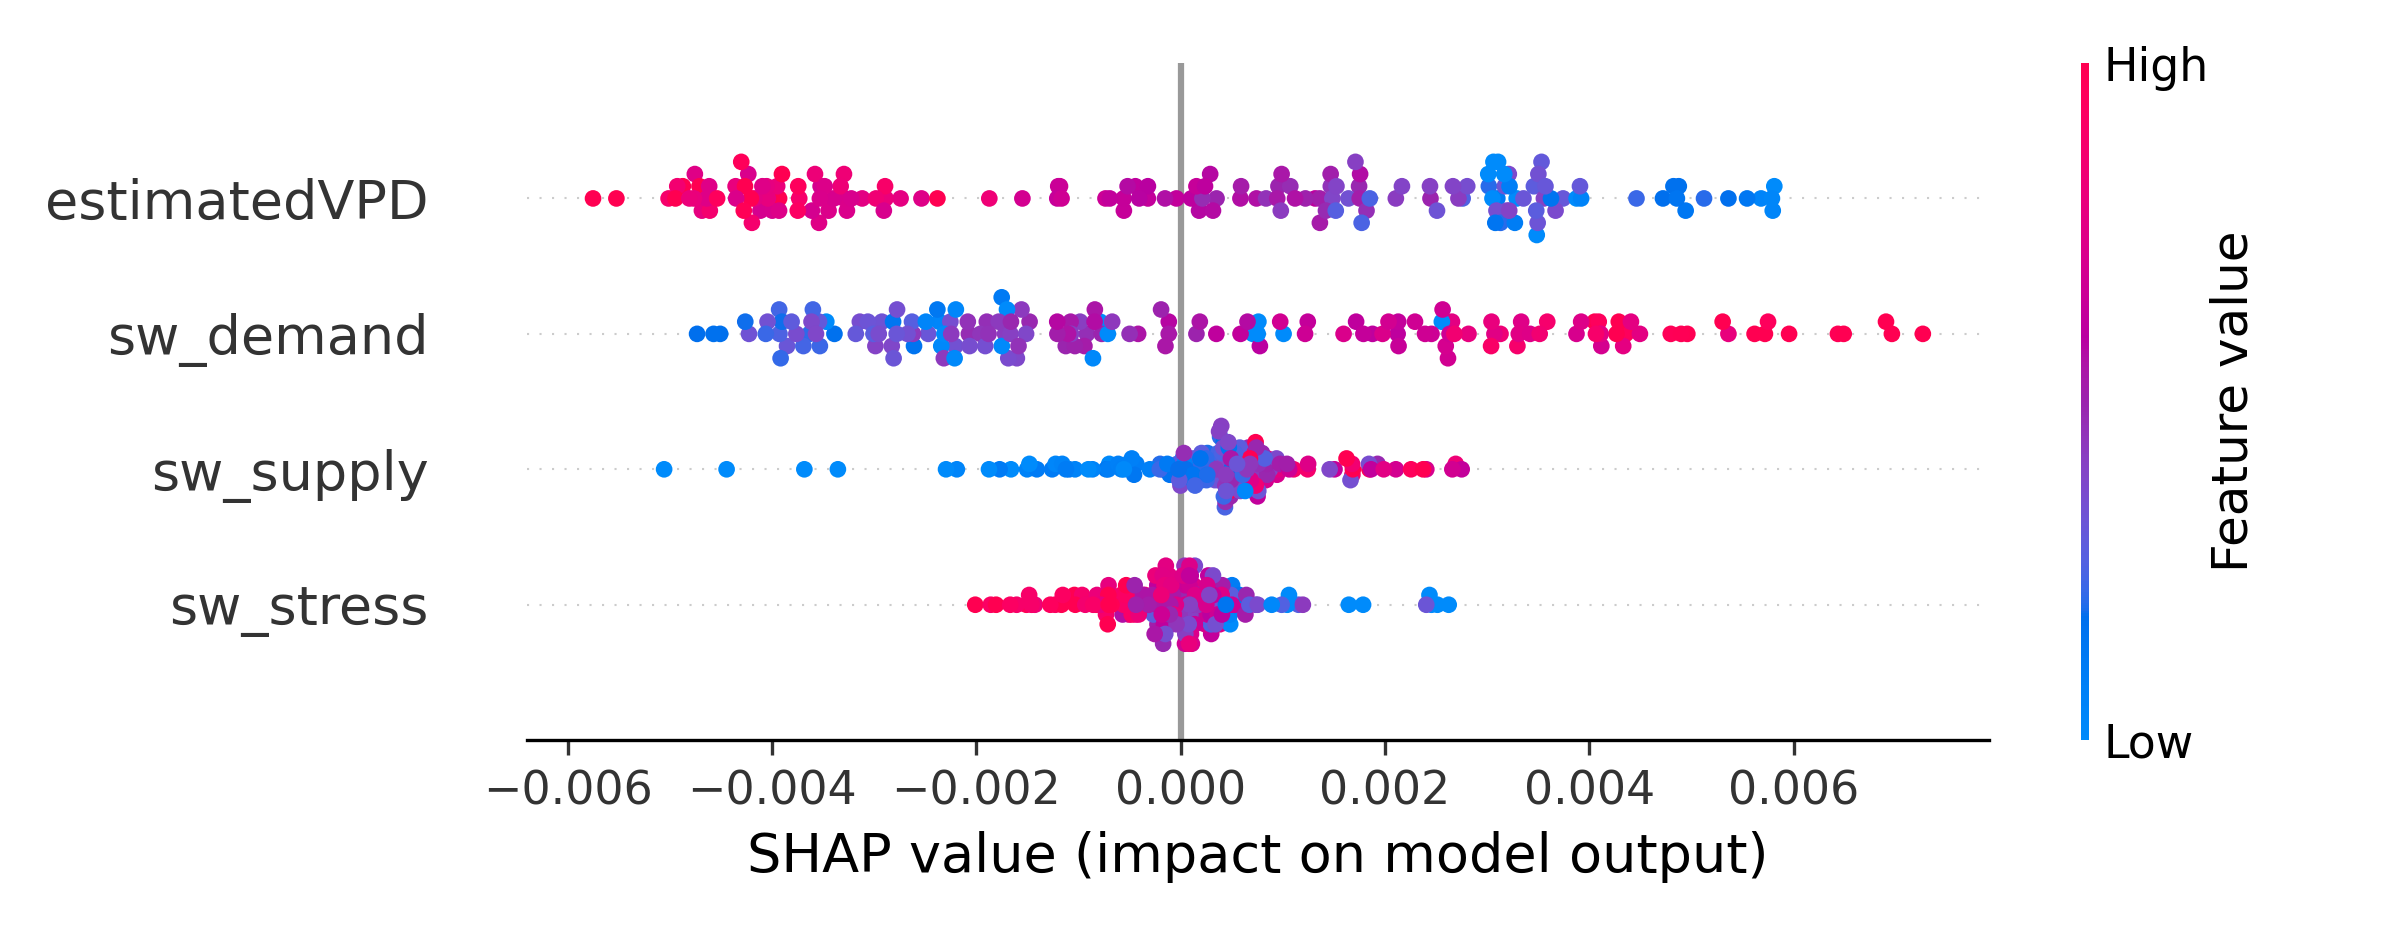 High
estimatedVPD
sw_demand
sw_supply
sw_stress
Feature value
Low
−0.006 −0.004 −0.002 0.000 0.002 0.004 0.006
SHAP value (impact on model output)